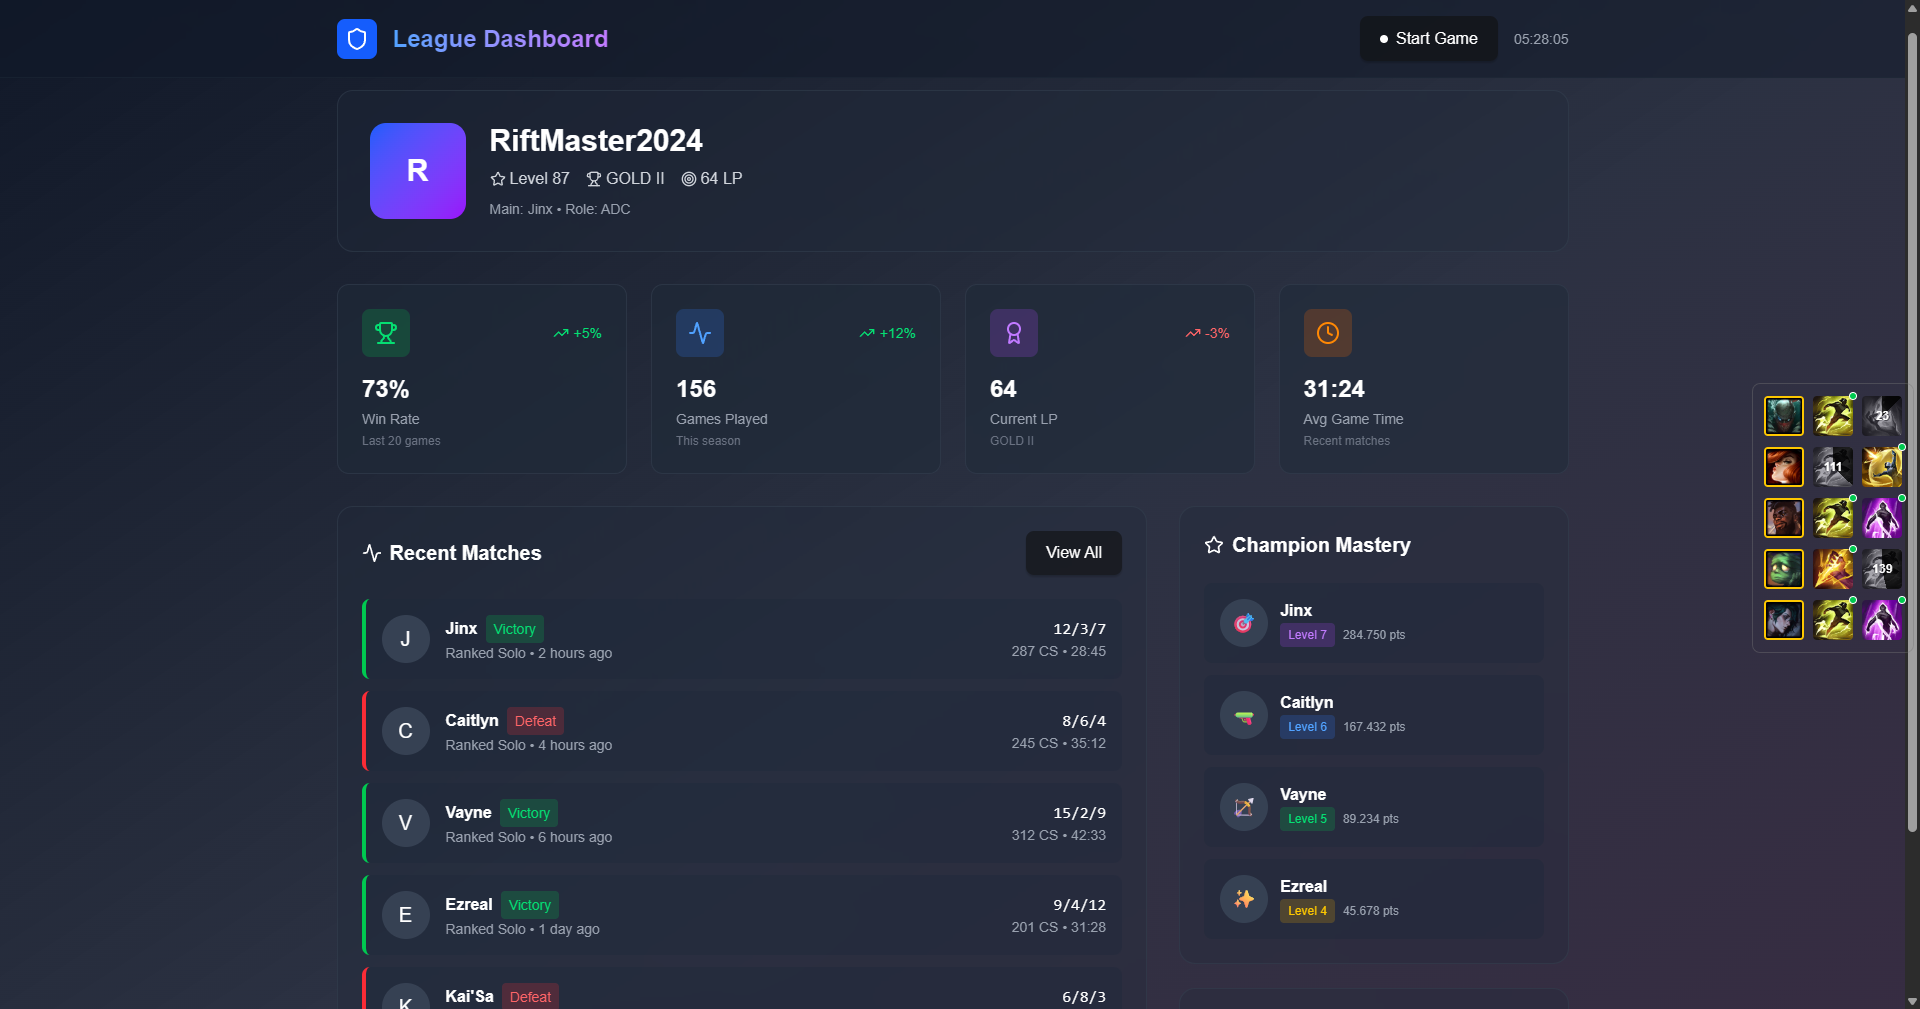 League Dashboard
Start Game
05:28:05
R
RiftMaster2024
Level 87 GOLD II 64 LP
Main: Jinx • Role: ADC
+5%
73%
Win Rate
Last 20 games
+12%
156
Games Played
This season
-3%
64
Current LP
GOLD II
31:24
Avg Game Time
Recent matches
Recent Matches
View All
J
Jinx Victory
Ranked Solo • 2 hours ago
12/3/7
287 CS • 28:45
C
Caitlyn Defeat
Ranked Solo • 4 hours ago
8/6/4
245 CS • 35:12
V
Vayne Victory
Ranked Solo • 6 hours ago
15/2/9
312 CS • 42:33
E
Ezreal Victory
Ranked Solo • 1 day ago
9/4/12
201 CS • 31:28
K
Kai'Sa Defeat
6/8/3
Champion Mastery
Jinx
Level 7 284.750 pts
Caitlyn
Level 6 167.432 pts
Vayne
Level 5 89.234 pts
Ezreal
Level 4 45.678 pts
23
111
139